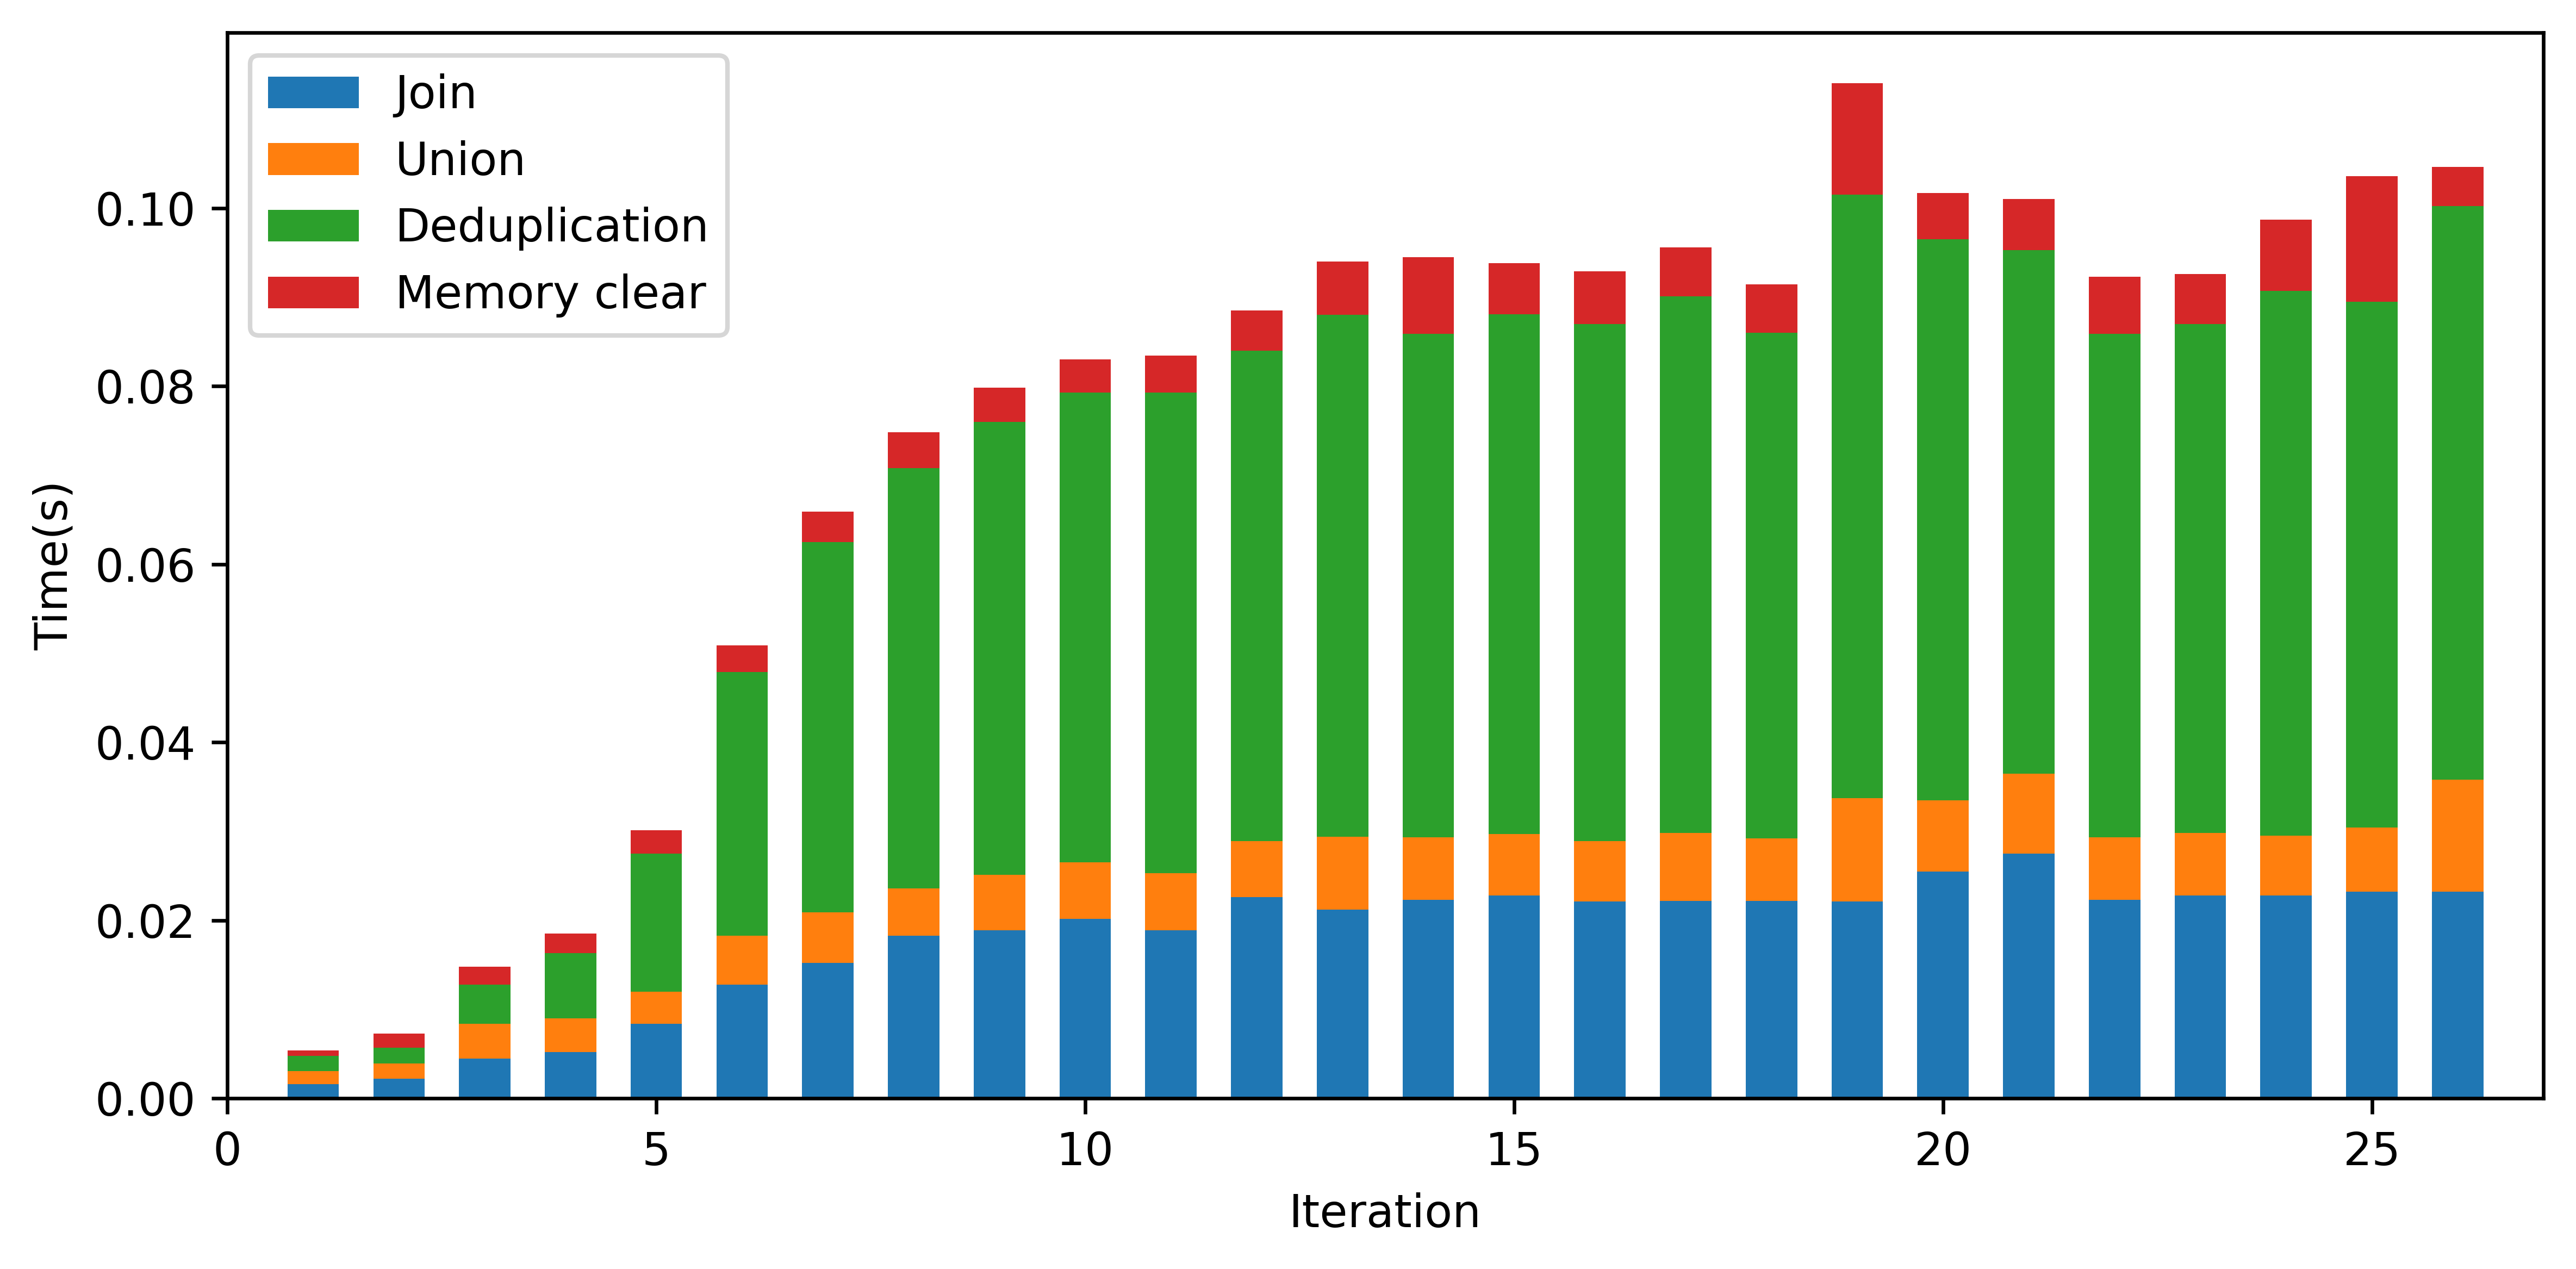 Join
Union
Deduplication
Memory clear
0.10
0.08
0.06
0.04
0.02
0.00
Time(s)
0 5 10 15 20 25
Iteration